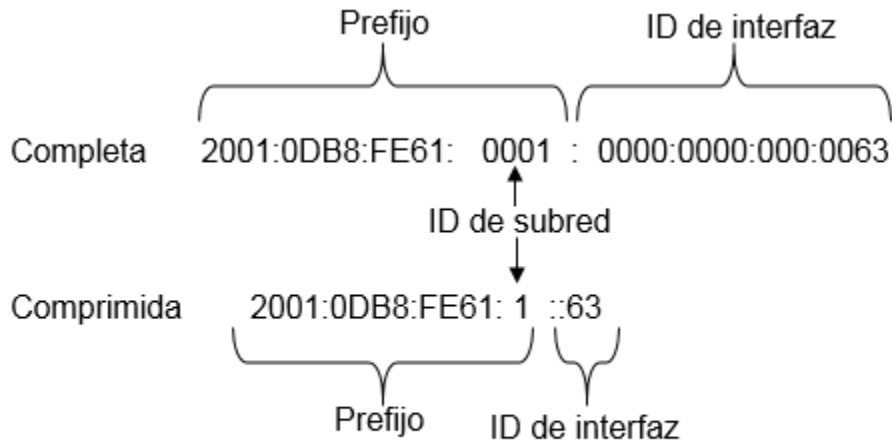 Prefijo ID de interfaz
Completa 2001:0DB8:FE61: 0001 : 0000:0000:000:0063
ID de subred
Comprimida 2001:0DB8:FE61: 1 ::63
Prefijo ID de interfaz